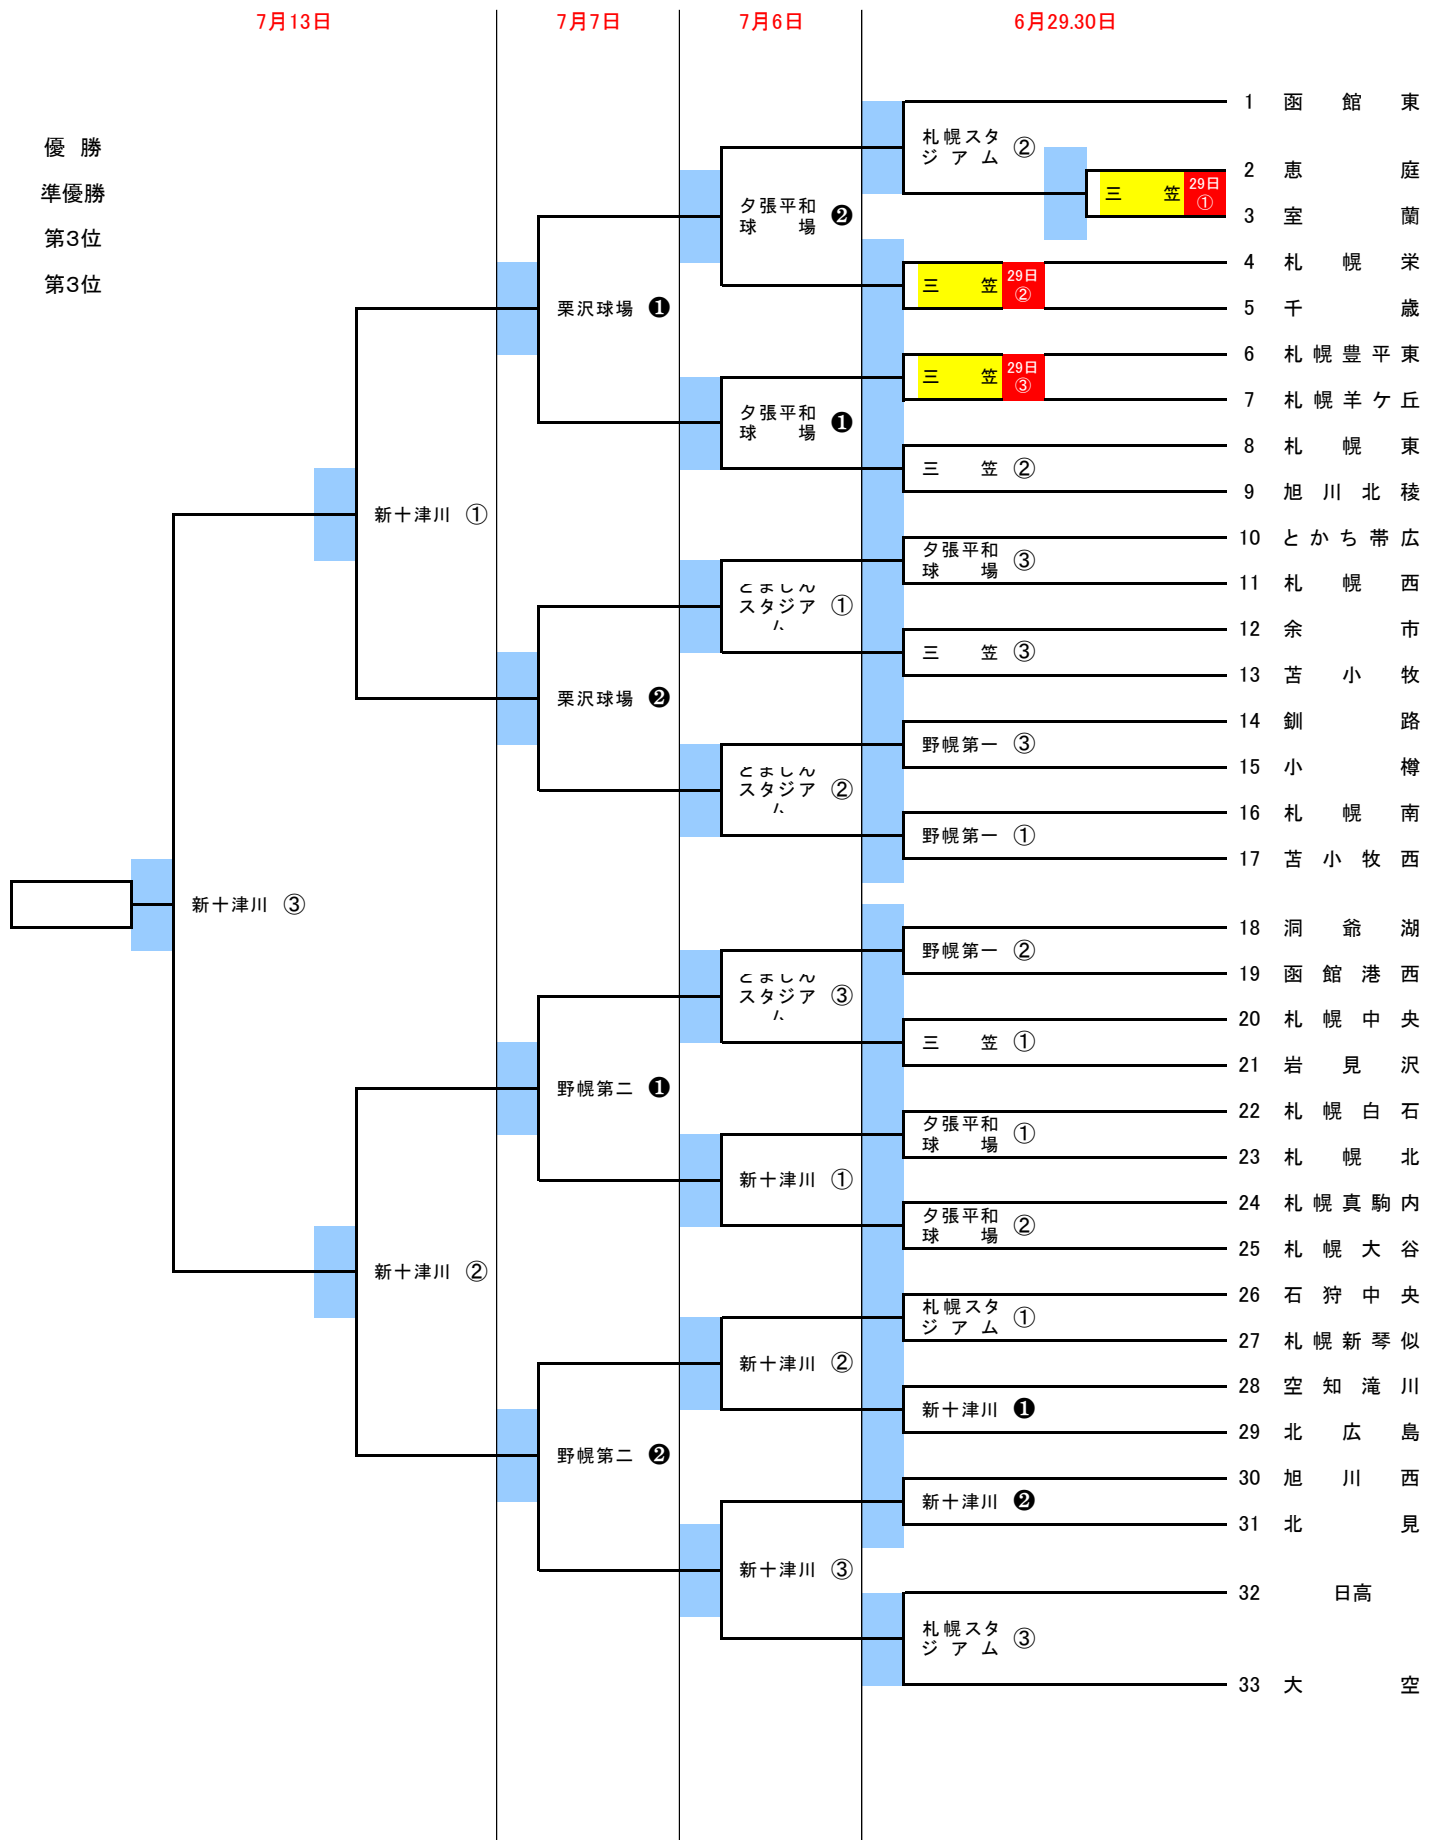 7月13日 7月7日 7月6日 6月29.30日
優勝
準優勝
第3位
第3位
1 函館東
札幌スタ
ジアム ②
2 恵庭
三笠 29日
①
3 室蘭
夕張平和
球場 ❷
4 札幌栄
三笠 29日
②
5 千歳
栗沢球場 ❶
6 札幌豊平東
三笠 29日
③
7 札幌羊ケ丘
夕張平和
球場 ❶
8 札幌東
三笠 ②
9 旭川北稜
新十津川 ①
10 とかち帯広
夕張平和
球場 ③
11 札幌西
とましん
スタジア
ム ①
12 余市
三笠 ③
13 苫小牧
栗沢球場 ❷
14 釧路
野幌第一 ③
15 小樽
とましん
スタジア
ム ②
16 札幌南
野幌第一 ①
17 苫小牧西
新十津川 ③
18 洞爺湖
野幌第一 ②
19 函館港西
とましん
スタジア
ム ③
20 札幌中央
三笠 ①
21 岩見沢
野幌第二 ❶
22 札幌白石
夕張平和
球場 ①
23 札幌北
新十津川 ①
24 札幌真駒内
夕張平和
球場 ②
25 札幌大谷
新十津川 ②
26 石狩中央
札幌スタ
ジアム ①
27 札幌新琴似
新十津川 ②
28 空知滝川
新十津川 ❶
29 北広島
野幌第二 ❷
30 旭川西
新十津川 ❷
31 北見
新十津川 ③
32 日高
札幌スタ
ジアム ③
33 大空